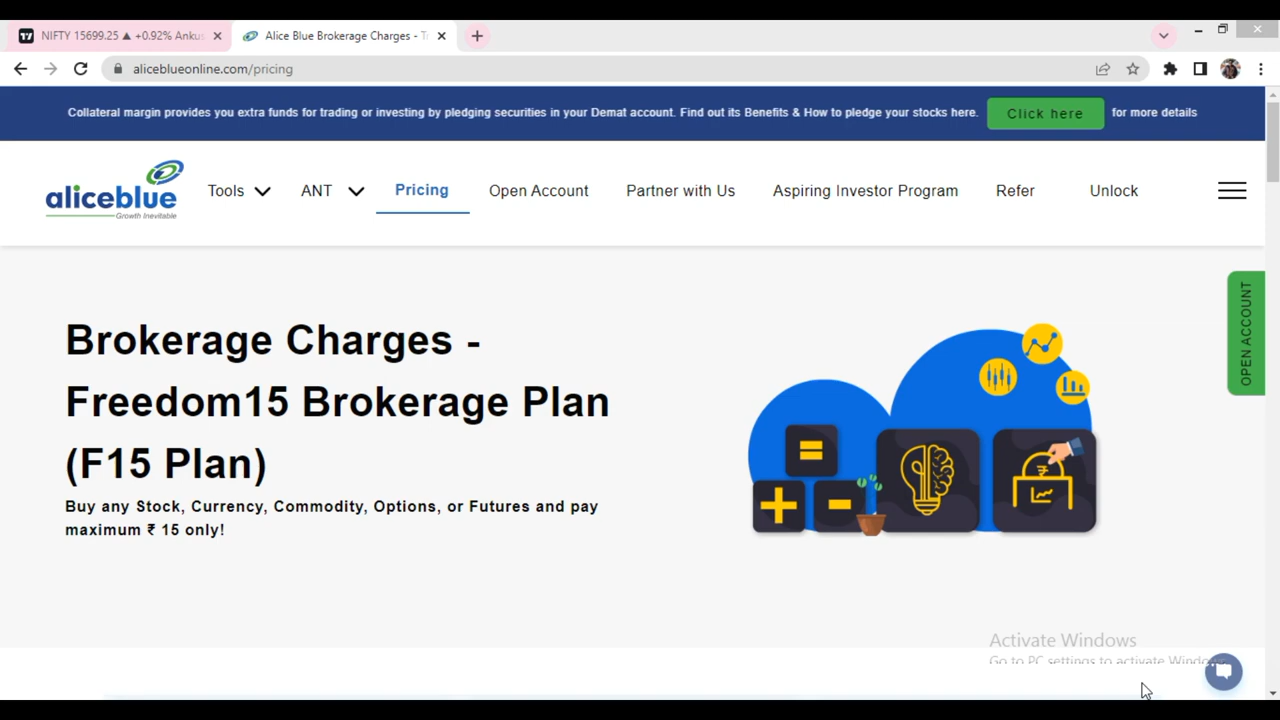 NIFTY 15699.25 ▲ +0.92% Ankus
Alice Blue Brokerage Charges - Tr
aliceblueonline.com/pricing
Collateral margin provides you extra funds for trading or investing by pledging securities in your Demat account. Find out its Benefits & How to pledge your stocks here. Click here for more details
aliceblue
Growth Inevitable
Tools ANT Pricing Open Account Partner with Us Aspiring Investor Program Refer Unlock
OPEN ACCOUNT
Brokerage Charges -
Freedom15 Brokerage Plan
(F15 Plan)
Buy any Stock, Currency, Commodity, Options, or Futures and pay
maximum ₹ 15 only!
Activate Windows
Go to PC settings to activate Windows.